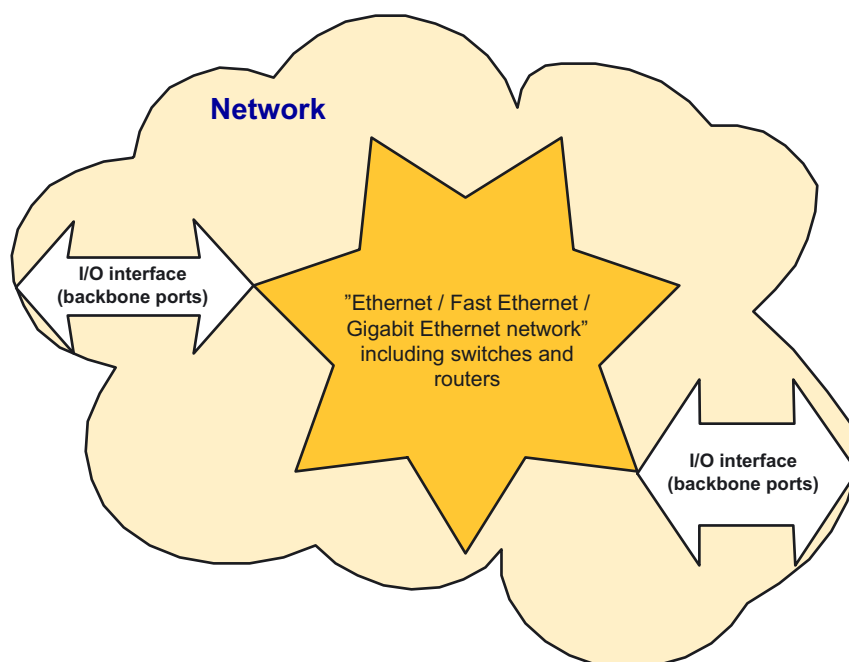 Network
I/O interface
(backbone ports)
”Ethernet / Fast Ethernet /
Gigabit Ethernet network”
including switches and
routers
I/O interface
(backbone ports)